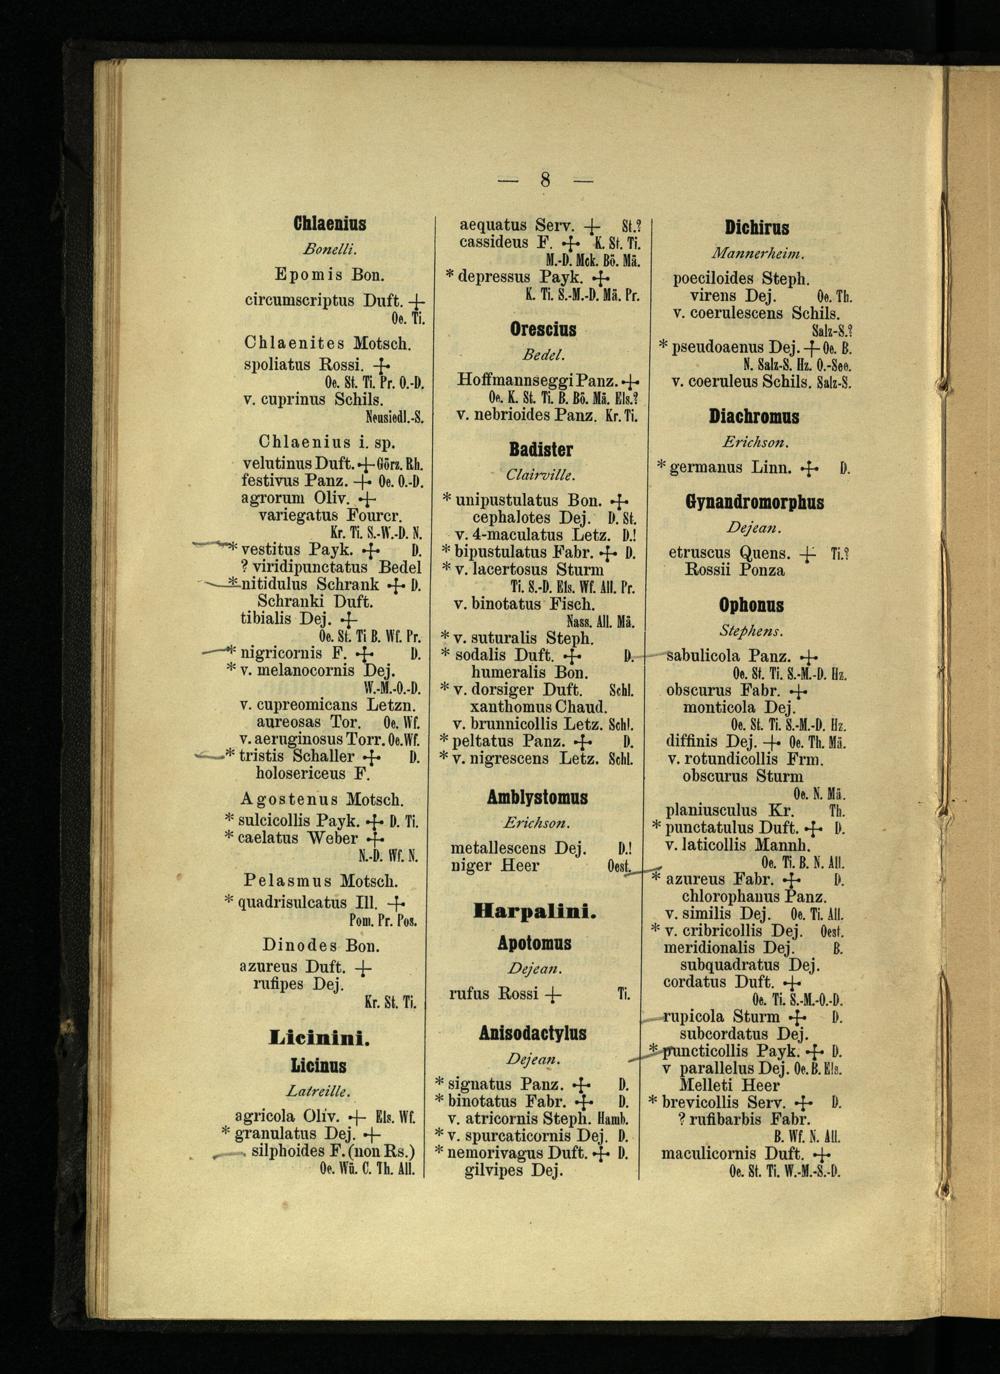 — 8 —
Chlaenius
Bonelli.
Epomis Bon.
circumscriptus Duft. +
Oe. Ti.
Chlaenites Motsch.
spoliatus Rossi. +
Oe. St. Ti. Pr. O.-D.
v. cuprinus Schils.
Neusiedl.-S.
Chlaenius i. sp.
velutinus Duft. + Görz. Rh.
festivus Panz. + Oe. O.-D.
agrorum Oliv. +
variegatus Fourcr.
Kr. Ti. S.-W.-D. N.
* vestitus Payk. + D.
? viridipunctatus Bedel
* nitidulus Schrank + D.
Schranki Duft.
tibialis Dej. +
Oe. St. Ti B. Wf. Pr.
* nigricornis F. + D.
* v. melanocornis Dej.
W.-M.-O.-D.
v. cupreomicans Letzn.
aureosas Tor. Oe. Wf.
v. aeruginosus Torr. Oe. Wf.
* tristis Schaller + D.
holosericeus F.
Agostenus Motsch.
* sulcicollis Payk. + D. Ti.
* caelatus Weber +
N.-D. Wf. N.
Pelasmus Motsch.
* quadrisulcatus Ill. +
Pom. Pr. Pos.
Dinodes Bon.
azureus Duft. +
rufipes Dej.
Kr. St. Ti.
Licinini.
Licinus
Latreille.
agricola Oliv. + Els. Wf.
* granulatus Dej. +
silphoides F. (non Rs.)
Oe. Wü. C. Th. All.
aequatus Serv. + St.?
cassideus F. + K. St. Ti.
M.-D. Mck. Bö. Mä.
* depressus Payk. +
K. Ti. S.-M.-D. Mä. Pr.
Orescius
Bedel.
Hoffmannseggi Panz. +
Oe. K. St. Ti. B. Bö. Mä. Els.?
v. nebrioides Panz. Kr. Ti.
Badister
Clairville.
* unipustulatus Bon. +
cephalotes Dej. D. St.
v. 4-maculatus Letz. D.!
* bipustulatus Fabr. + D.
* v. lacertosus Sturm
Ti. S.-D. Els. Wf. All. Pr.
v. binotatus Fisch.
Nass. All. Mä.
* v. suturalis Steph.
* sodalis Duft. + D.
humeralis Bon.
* v. dorsiger Duft. Schl.
xanthomus Chaud.
v. brunnicollis Letz. Schl.
* peltatus Panz. + D.
* v. nigrescens Letz. Schl.
Amblystomus
Erichson.
metallescens Dej. D.!
niger Heer Oest.
Harpalini.
Apotomus
Dejean.
rufus Rossi + Ti.
Anisodactylus
Dejean.
* signatus Panz. + D.
* binotatus Fabr. + D.
v. atricornis Steph. Hamb.
* v. spurcaticornis Dej. D.
* nemorivagus Duft. + D.
gilvipes Dej.
Dichirus
Mannerheim.
poeciloides Steph.
virens Dej. Oe. Th.
v. coerulescens Schils.
Salz-S.?
* pseudoaenus Dej. + Oe. B.
N. Salz-S. Hz. O.-See.
v. coeruleus Schils. Salz-S.
Diachromus
Erichson.
* germanus Linn. + D.
Gynandromorphus
Dejean.
etruscus Quens. + Ti.?
Rossii Ponza
Ophonus
Stephens.
sabulicola Panz. +
Oe. St. Ti. S.-M.-D. Hz.
obscurus Fabr. +
monticola Dej.
Oe. St. Ti. S.-M.-D. Hz.
diffinis Dej. + Oe. Th. Mä.
v. rotundicollis Frm.
obscurus Sturm
Oe. N. Mä.
planiusculus Kr. Th.
* punctatulus Duft. + D.
v. laticollis Mannh.
Oe. Ti. B. N. All.
* azureus Fabr. + D.
chlorophanus Panz.
v. similis Dej. Oe. Ti. All.
* v. cribricollis Dej. Oest.
meridionalis Dej. B.
subquadratus Dej.
cordatus Duft. +
Oe. Ti. S.-M.-O.-D.
rupicola Sturm + D.
subcordatus Dej.
* puncticollis Payk. + D.
v parallelus Dej. Oe. B. Els.
Melleti Heer
* brevicollis Serv. + D.
? rufibarbis Fabr.
B. Wf. N. All.
maculicornis Duft. +
Oe. St. Ti. W.-M.-S.-D.